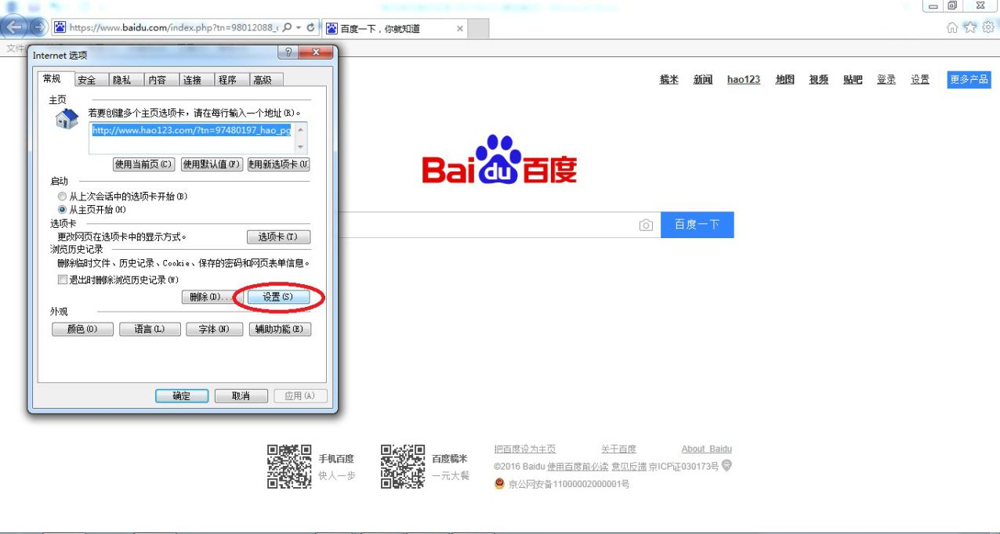 https://www.baidu.com/index.php?tn=98012088_
百度一下，你就知道
文件
Internet 选项
常规 安全 隐私 内容 连接 程序 高级
主页
若要创建多个主页选项卡，请在每行输入一个地址(R)。
http://www.hao123.com/?tn=97480197_hao_pg
使用当前页(C) 使用默认值(F) 使用新选项卡(U
启动
从上次会话中的选项卡开始(B)
从主页开始(H)
选项卡
更改网页在选项卡中的显示方式。 选项卡(T)
浏览历史记录
删除临时文件、历史记录、Cookie、保存的密码和网页表单信息。
退出时删除浏览历史记录(W)
删除(D)... 设置(S)
外观
颜色(O) 语言(L) 字体(N) 辅助功能(E)
确定 取消 应用(A)
糯米 新闻 hao123 地图 视频 贴吧 登录 设置 更多产品
Baidu百度
百度一下
手机百度
快人一步
百度糯米
一元大餐
把百度设为主页 关于百度 About Baidu
©2016 Baidu 使用百度前必读 意见反馈 京ICP证030173号
京公网安备11000002000001号